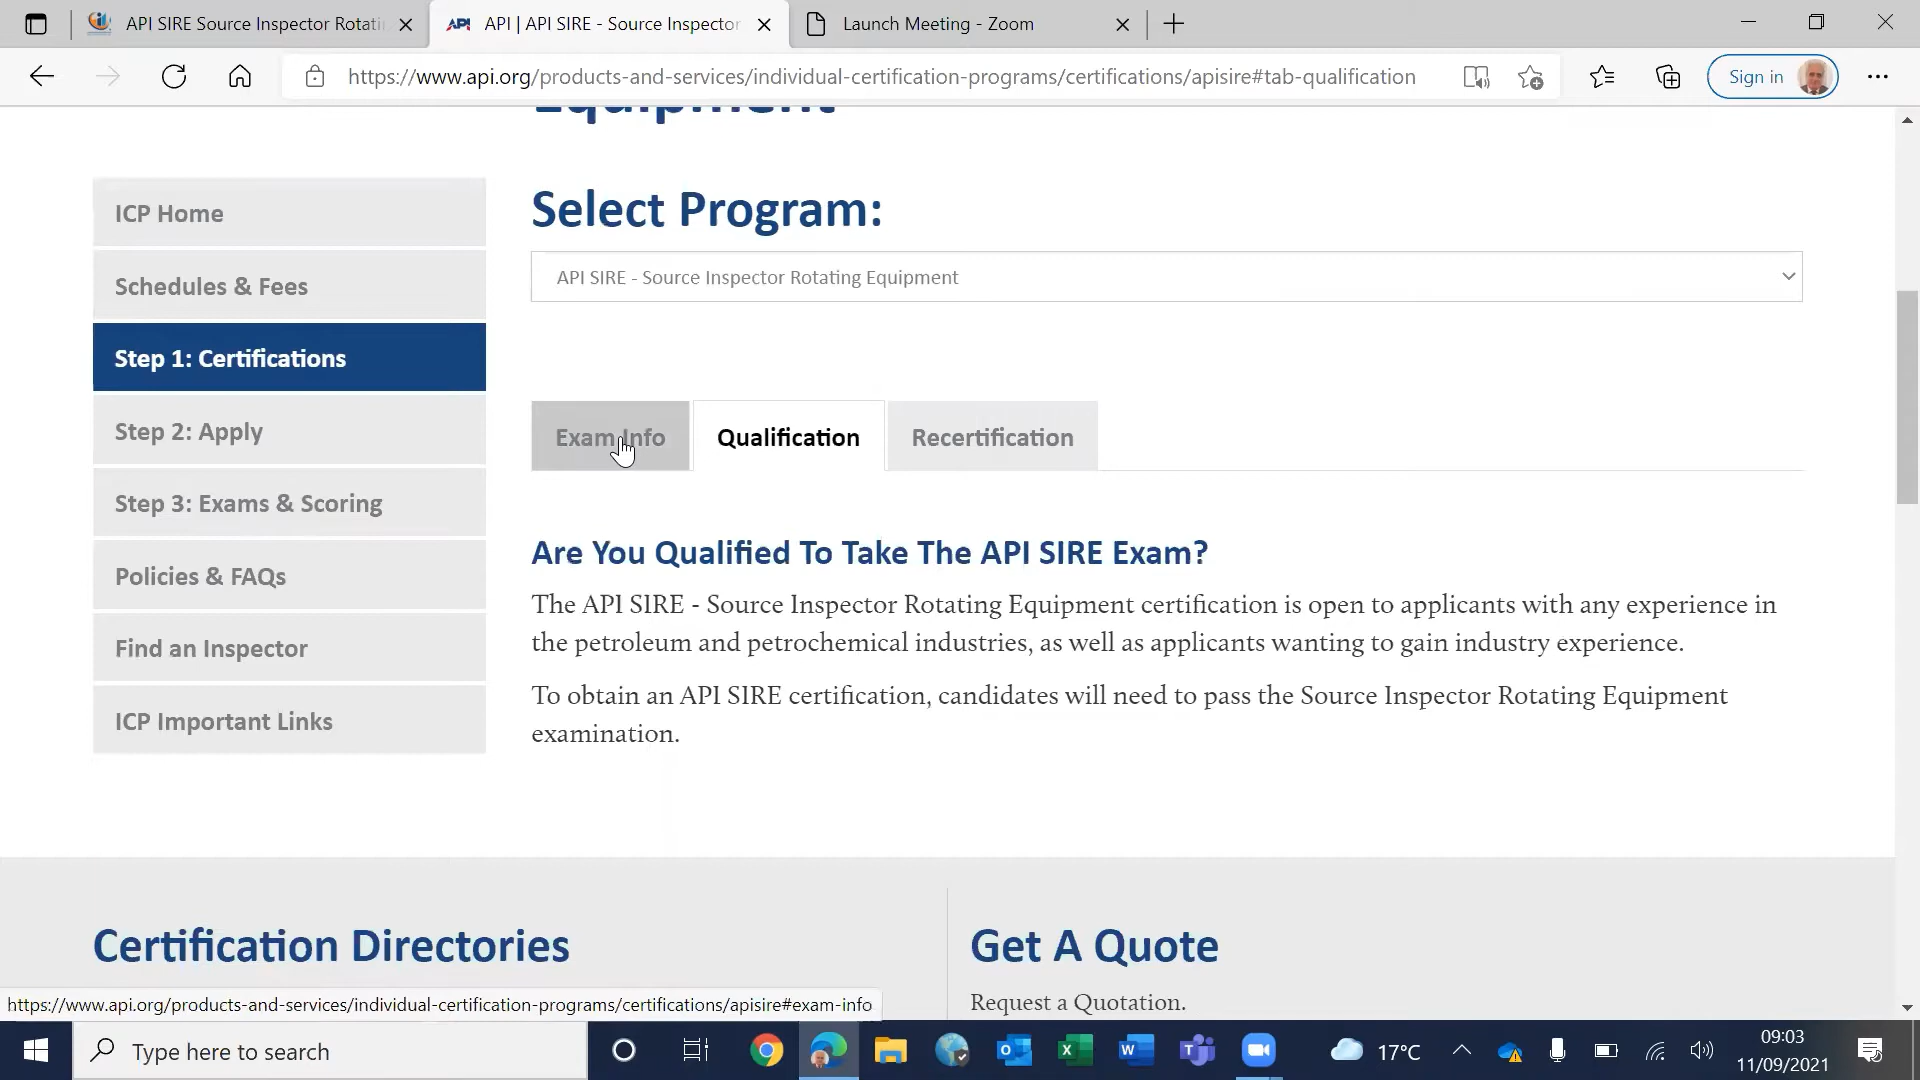 API SIRE Source Inspector Rotati
API | API SIRE - Source Inspector
Launch Meeting - Zoom
https://www.api.org/products-and-services/individual-certification-programs/certifications/apisire#tab-qualification
Sign in
Equipment
ICP Home
Schedules & Fees
Step 1: Certifications
Step 2: Apply
Step 3: Exams & Scoring
Policies & FAQs
Find an Inspector
ICP Important Links
Select Program:
API SIRE - Source Inspector Rotating Equipment
Exam Info
Qualification
Recertification
Are You Qualified To Take The API SIRE Exam?
The API SIRE - Source Inspector Rotating Equipment certification is open to applicants with any experience in
the petroleum and petrochemical industries, as well as applicants wanting to gain industry experience.
To obtain an API SIRE certification, candidates will need to pass the Source Inspector Rotating Equipment
examination.
Certification Directories
Get A Quote
Request a Quotation.
https://www.api.org/products-and-services/individual-certification-programs/certifications/apisire#exam-info
Type here to search
17°C
09:03
11/09/2021